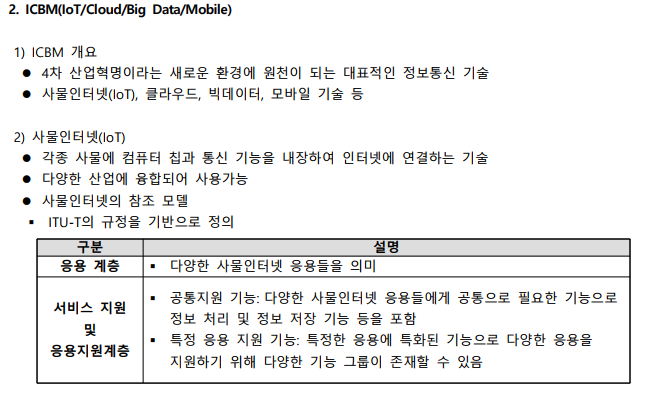 2. ICBM(IoT/Cloud/Big Data/Mobile)
1) ICBM 개요
● 4차 산업혁명이라는 새로운 환경에 원천이 되는 대표적인 정보통신 기술
● 사물인터넷(IoT), 클라우드, 빅데이터, 모바일 기술 등
2) 사물인터넷(IoT)
● 각종 사물에 컴퓨터 칩과 통신 기능을 내장하여 인터넷에 연결하는 기술
● 다양한 산업에 융합되어 사용가능
● 사물인터넷의 참조 모델
▪ ITU-T의 규정을 기반으로 정의
구분 설명
응용 계층 ▪ 다양한 사물인터넷 응용들을 의미
서비스 지원
및
응용지원계층
▪ 공통지원 기능: 다양한 사물인터넷 응용들에게 공통으로 필요한 기능으로
정보 처리 및 정보 저장 기능 등을 포함
▪ 특정 응용 지원 기능: 특정한 응용에 특화된 기능으로 다양한 응용을
지원하기 위해 다양한 기능 그룹이 존재할 수 있음